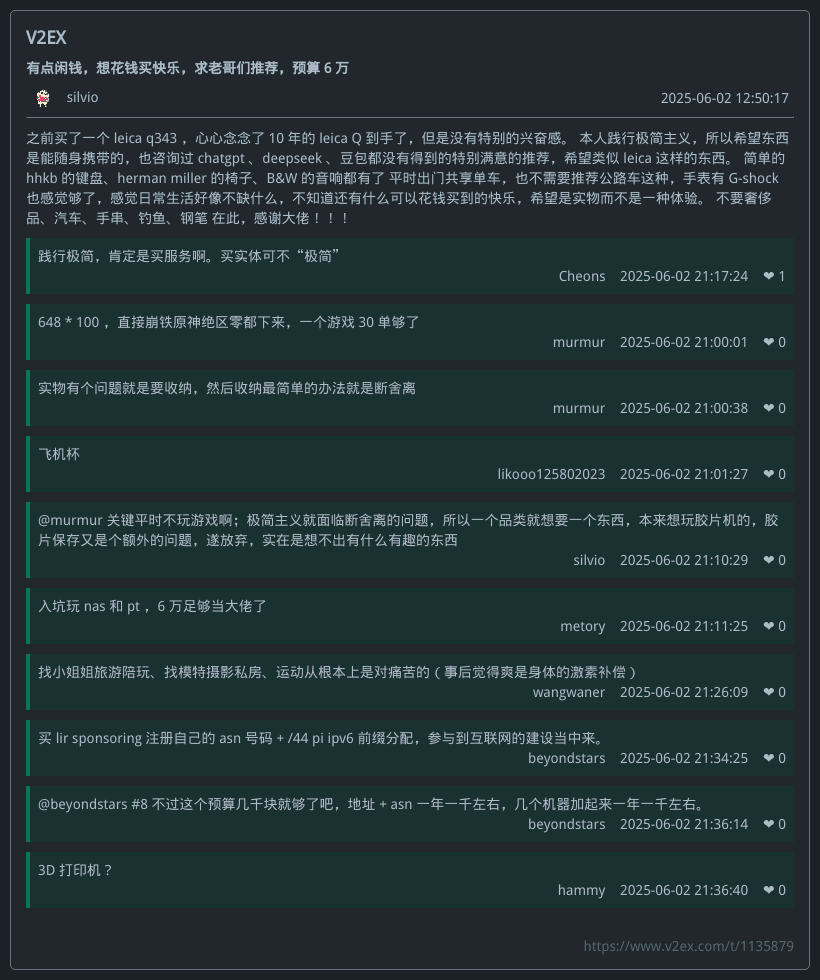 V2EX
有点闲钱，想花钱买快乐，求老哥们推荐，预算 6 万
silvio 2025-06-02 12:50:17
之前买了一个 leica q343 ，心心念念了 10 年的 leica Q 到手了，但是没有特别的兴奋感。 本人践行极简主义，所以希望东西
是能随身携带的，也咨询过 chatgpt 、deepseek 、豆包都没有得到的特别满意的推荐，希望类似 leica 这样的东西。 简单的
hhkb 的键盘、herman miller 的椅子、B&W 的音响都有了 平时出门共享单车，也不需要推荐公路车这种，手表有 G-shock
也感觉够了，感觉日常生活好像不缺什么，不知道还有什么可以花钱买到的快乐，希望是实物而不是一种体验。 不要奢侈
品、汽车、手串、钓鱼、钢笔 在此，感谢大佬！！！
践行极简，肯定是买服务啊。买实体可不“极简”
Cheons 2025-06-02 21:17:24 ❤ 1
648 * 100 ，直接崩铁原神绝区零都下来，一个游戏 30 单够了
murmur 2025-06-02 21:00:01 ❤ 0
实物有个问题就是要收纳，然后收纳最简单的办法就是断舍离
murmur 2025-06-02 21:00:38 ❤ 0
飞机杯
likooo125802023 2025-06-02 21:01:27 ❤ 0
@murmur 关键平时不玩游戏啊；极简主义就面临断舍离的问题，所以一个品类就想要一个东西，本来想玩胶片机的，胶
片保存又是个额外的问题，遂放弃，实在是想不出有什么有趣的东西
silvio 2025-06-02 21:10:29 ❤ 0
入坑玩 nas 和 pt ，6 万足够当大佬了
metory 2025-06-02 21:11:25 ❤ 0
找小姐姐旅游陪玩、找模特摄影私房、运动从根本上是对痛苦的（事后觉得爽是身体的激素补偿）
wangwaner 2025-06-02 21:26:09 ❤ 0
买 lir sponsoring 注册自己的 asn 号码 + /44 pi ipv6 前缀分配，参与到互联网的建设当中来。
beyondstars 2025-06-02 21:34:25 ❤ 0
@beyondstars #8 不过这个预算几千块就够了吧，地址 + asn 一年一千左右，几个机器加起来一年一千左右。
beyondstars 2025-06-02 21:36:14 ❤ 0
3D 打印机？
hammy 2025-06-02 21:36:40 ❤ 0
https://www.v2ex.com/t/1135879